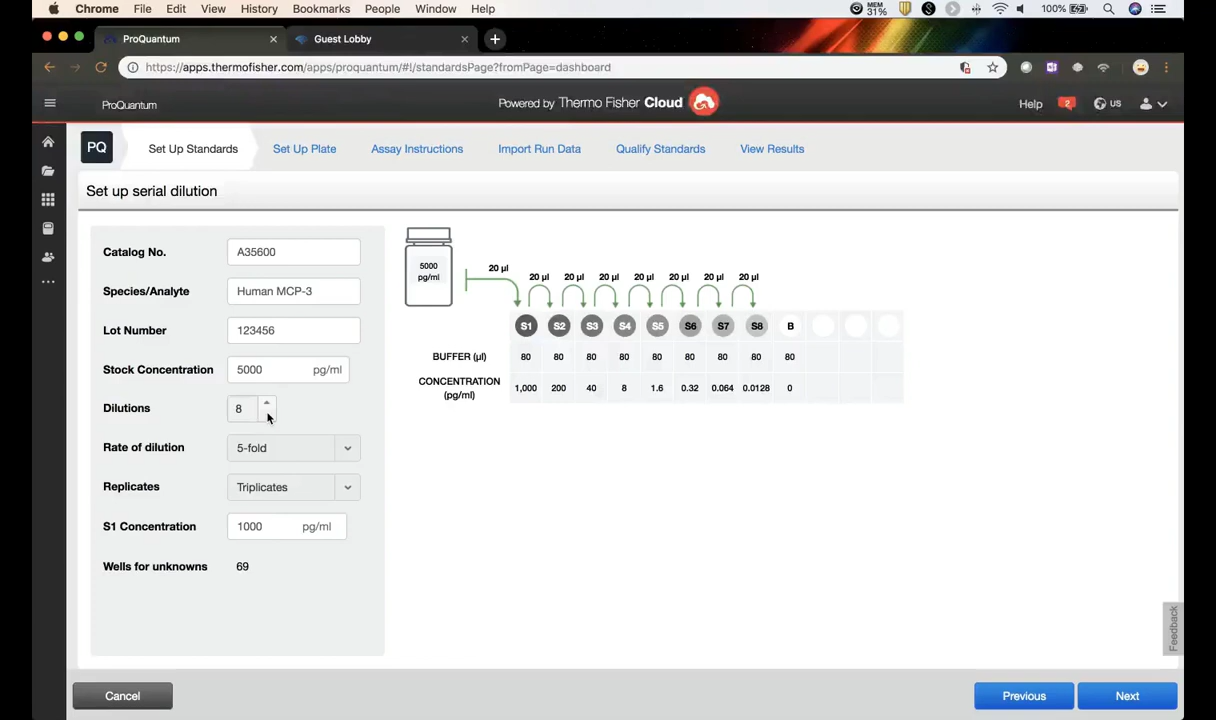 Chrome File Edit View History Bookmarks People Window Help MEM 31% 100%
ProQuantum Guest Lobby
https://apps.thermofisher.com/apps/proquantum/#!/standardsPage?fromPage=dashboard
ProQuantum Powered by Thermo Fisher Cloud Help 2 US
PQ Set Up Standards Set Up Plate Assay Instructions Import Run Data Qualify Standards View Results
Set up serial dilution
Catalog No. A35600
Species/Analyte Human MCP-3
Lot Number 123456
Stock Concentration 5000 pg/ml
Dilutions 8
Rate of dilution 5-fold
Replicates Triplicates
S1 Concentration 1000 pg/ml
Wells for unknowns 69
5000
pg/ml
20 µl
20 µl 20 µl 20 µl 20 µl 20 µl 20 µl 20 µl
S1 S2 S3 S4 S5 S6 S7 S8 B
BUFFER (µl) 80 80 80 80 80 80 80 80 80
CONCENTRATION 1,000 200 40 8 1.6 0.32 0.064 0.0128 0
(pg/ml)
Feedback
Cancel Previous Next